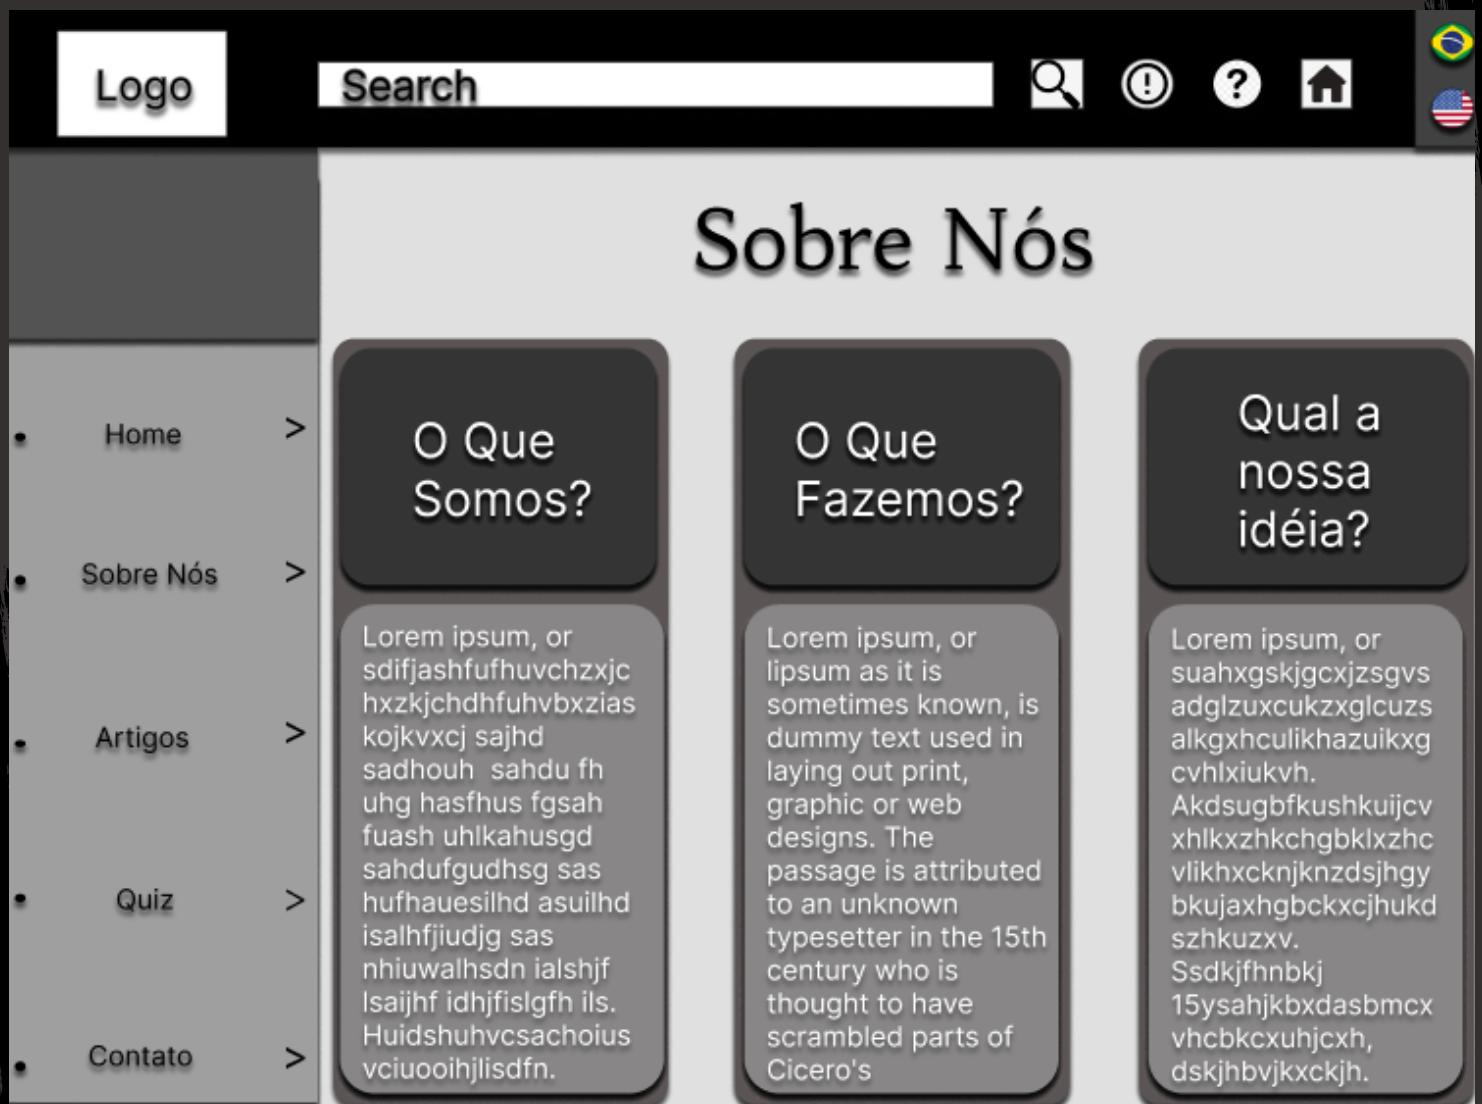 Logo
Search
Sobre Nós
Home >
Sobre Nós >
Artigos >
Quiz >
Contato >
O Que
Somos?
Lorem ipsum, or
sdifjashfufhuvchzxjc
hxzkjchdhfuhvbxzias
kojkvxcj sajhd
sadhouh  sahdu fh
uhg hasfhus fgsah
fuash uhlkahusgd
sahdufgudhsg sas
hufhauesilhd asuilhd
isalhfjiudjg sas
nhiuwalhsdn ialshjf
lsaijhf idhjfislgfh ils.
Huidshuhvcsachoius
vciuooihjlisdfn.
O Que
Fazemos?
Lorem ipsum, or
lipsum as it is
sometimes known, is
dummy text used in
laying out print,
graphic or web
designs. The
passage is attributed
to an unknown
typesetter in the 15th
century who is
thought to have
scrambled parts of
Cicero's
Qual a
nossa
idéia?
Lorem ipsum, or
suahxgskjgcxjzsgvs
adglzuxcukzxglcuzs
alkgxhculikhazuikxg
cvhlxiukvh.
Akdsugbfkushkuijcv
xhlkxzhkchgbklxzhc
vlikhxcknjknzdsjhgy
bkujaxhgbckxcjhukd
szhkuzxv.
Ssdkjfhnbkj
15ysahjkbxdasbmcx
vhcbkcxuhjcxh,
dskjhbvjkxckjh.